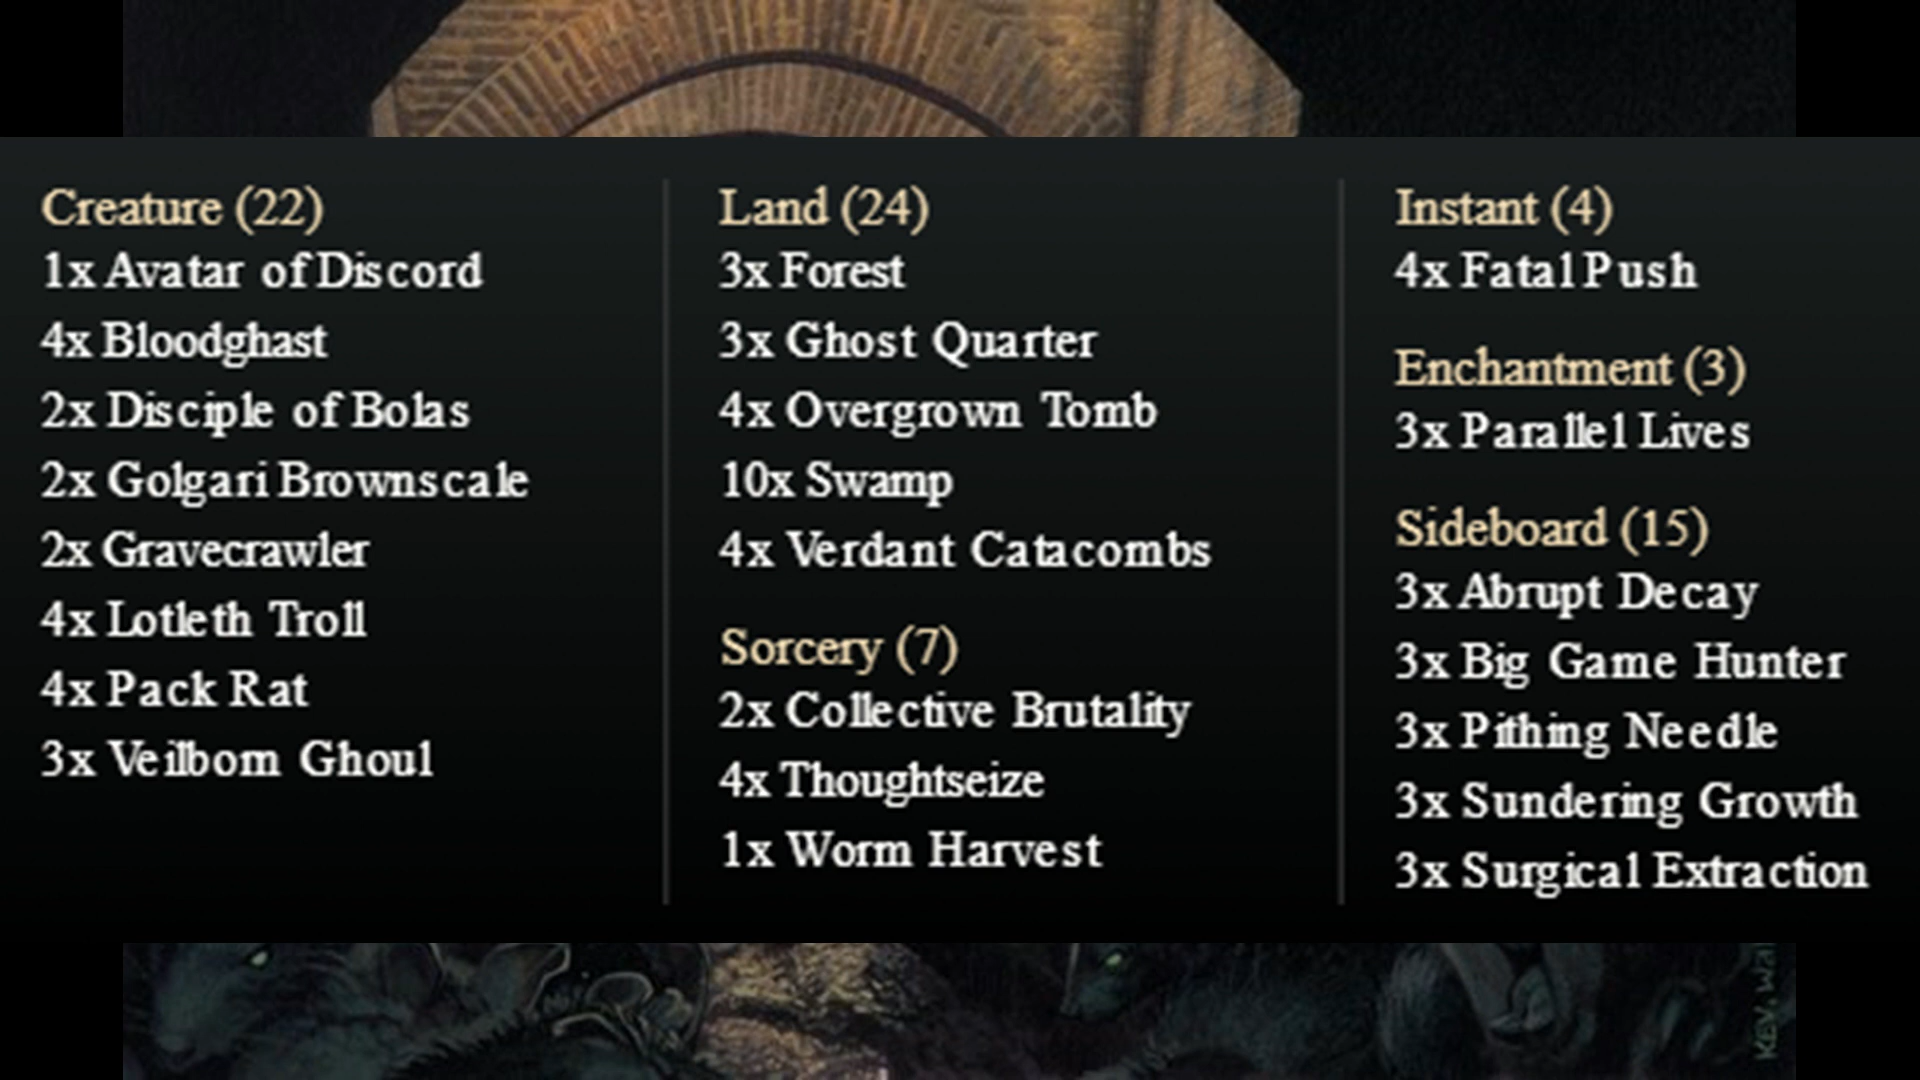 Creature (22)
1x Avatar of Discord
4x Bloodghast
2x Disciple of Bolas
2x Golgari Brownscale
2x Gravecrawler
4x Lotleth Troll
4x Pack Rat
3x Veilborn Ghoul
Land (24)
3x Forest
3x Ghost Quarter
4x Overgrown Tomb
10x Swamp
4x Verdant Catacombs
Sorcery (7)
2x Collective Brutality
4x Thoughtseize
1x Worm Harvest
Instant (4)
4x Fatal Push
Enchantment (3)
3x Parallel Lives
Sideboard (15)
3x Abrupt Decay
3x Big Game Hunter
3x Pithing Needle
3x Sundering Growth
3x Surgical Extraction
KEV.